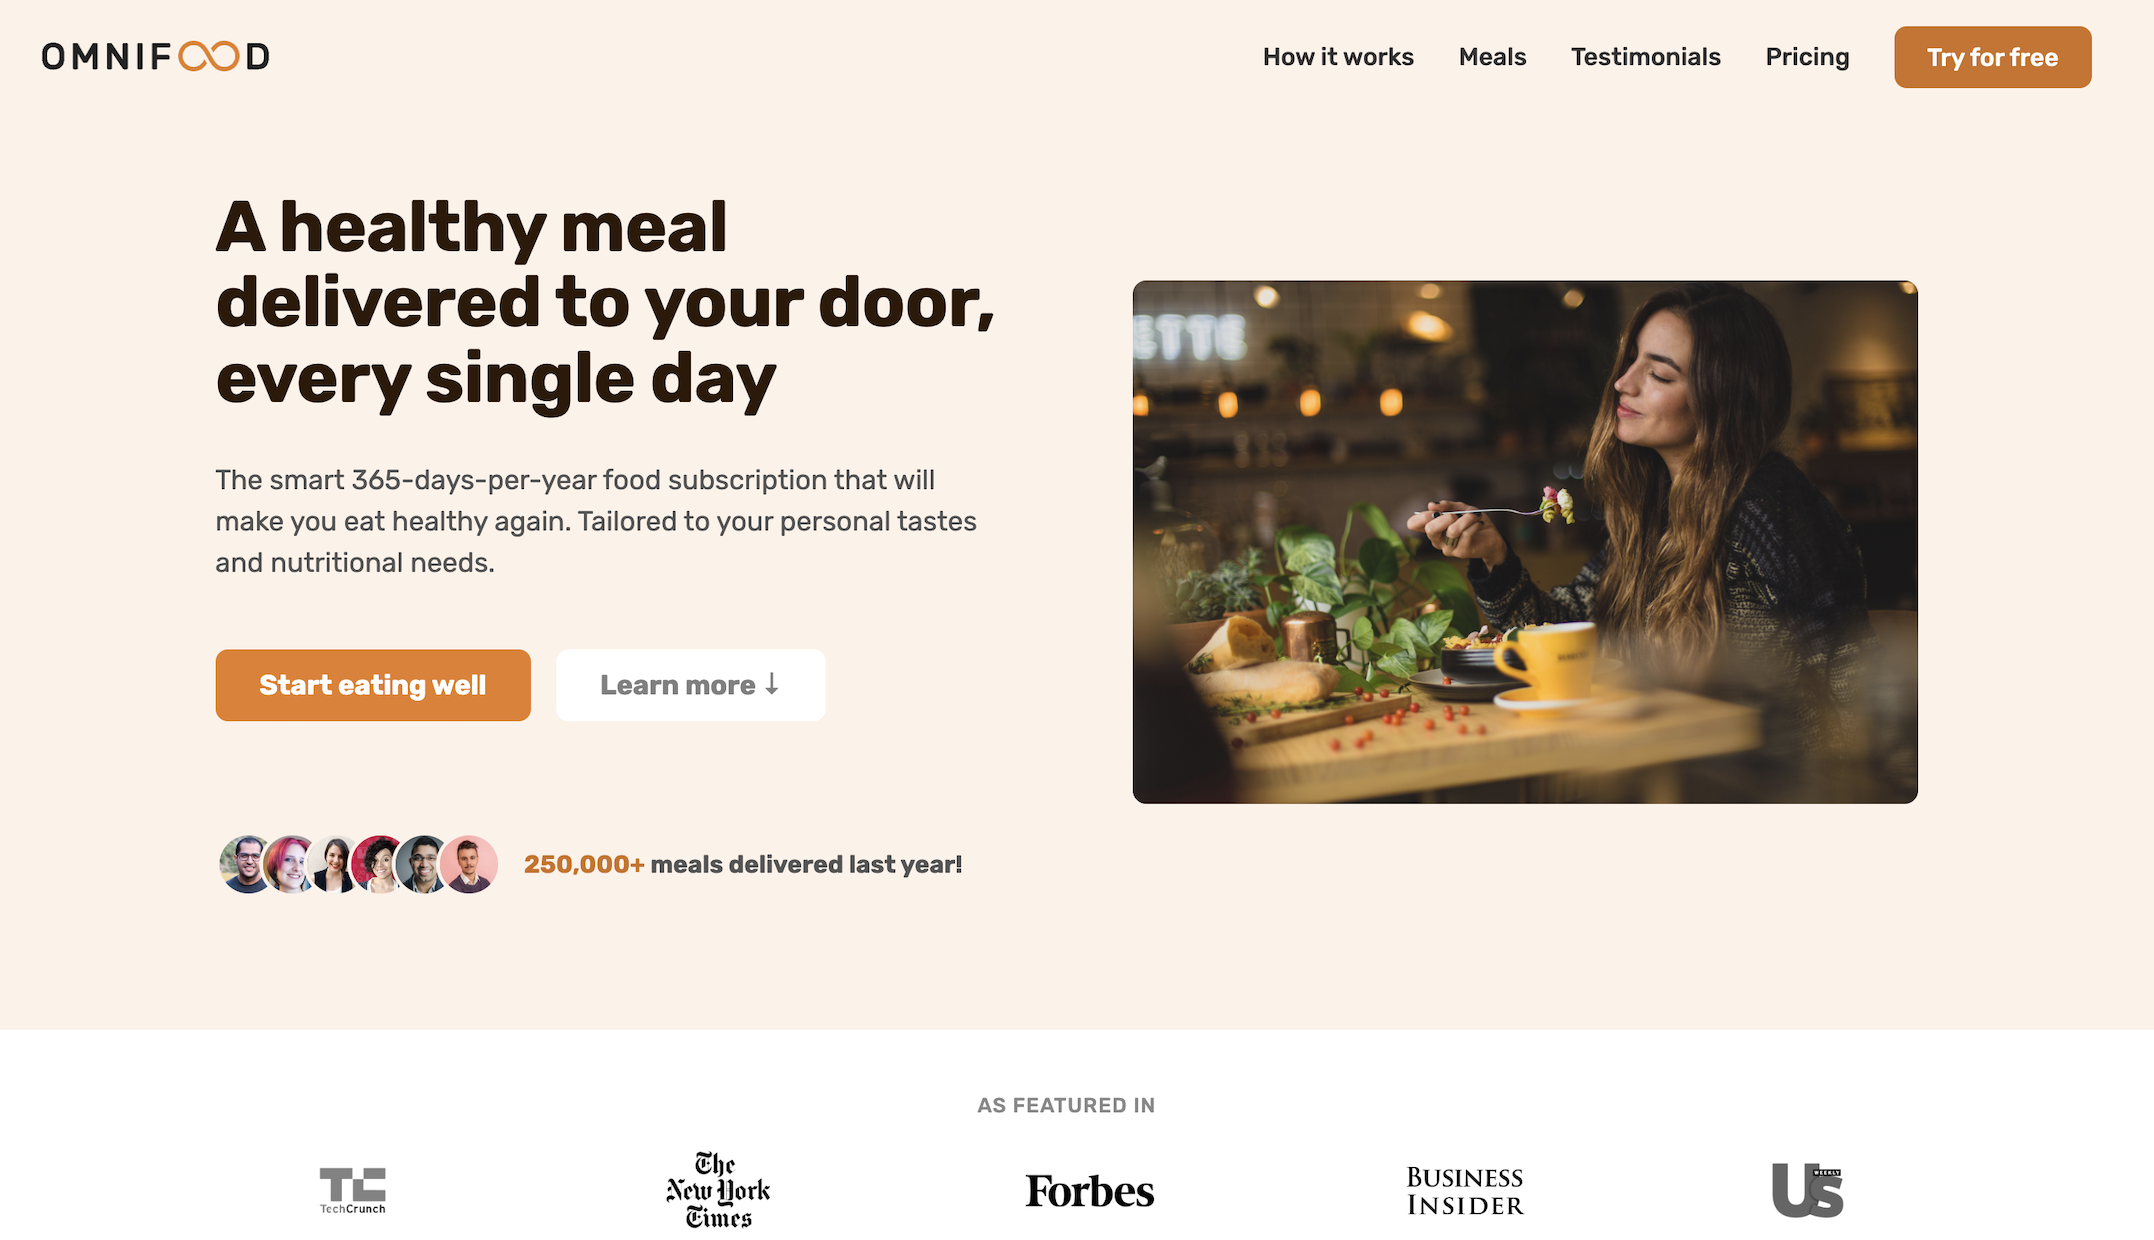 OMNIFOOD
How it works
Meals
Testimonials
Pricing
Try for free
A healthy meal
delivered to your door,
every single day
The smart 365-days-per-year food subscription that will
make you eat healthy again. Tailored to your personal tastes
and nutritional needs.
Start eating well
Learn more ↓
ETTE
250,000+ meals delivered last year!
AS FEATURED IN
TC
TechCrunch
The
New York
Times
Forbes
BUSINESS
INSIDER
Us
WEEKLY